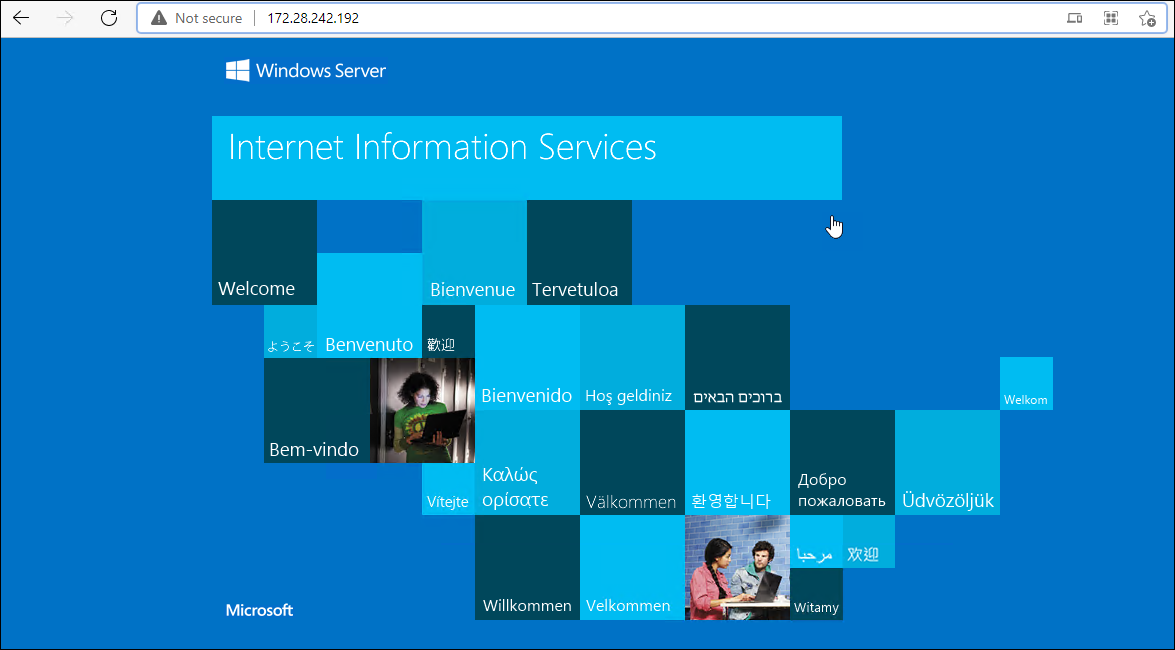 Not secure
172.28.242.192
Windows Server
Internet Information Services
Welcome
Bienvenue
Tervetuloa
ようこそ
Benvenuto
歡迎
Bienvenido
Hoş geldiniz
ברוכים הבאים
Welkom
Bem-vindo
Vítejte
Καλώς
ορίσατε
Välkommen
환영합니다
Добро
пожаловать
Üdvözöljük
Willkommen
Velkommen
مرحبا
欢迎
Witamy
Microsoft